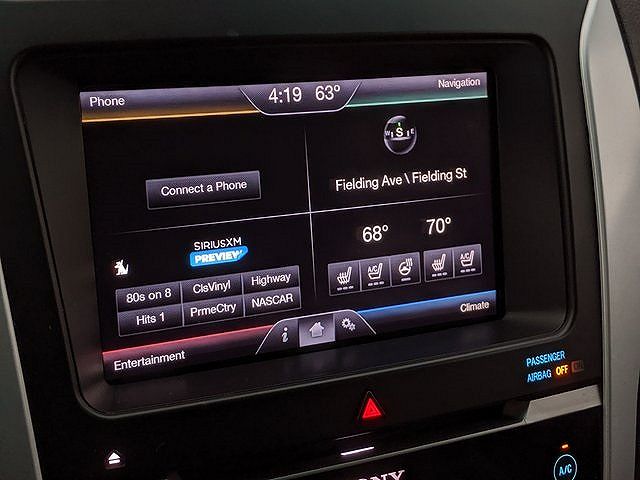 Phone
4:19 63°
Navigation
W S E
Connect a Phone
Fielding Ave \ Fielding St
SIRIUSXM
PREVIEW
68° 70°
80s on 8 ClsVinyl Highway
Hits 1 PrmeCtry NASCAR
A/C A/C
Entertainment
i
Climate
PASSENGER
AIRBAG OFF
SONY
A/C